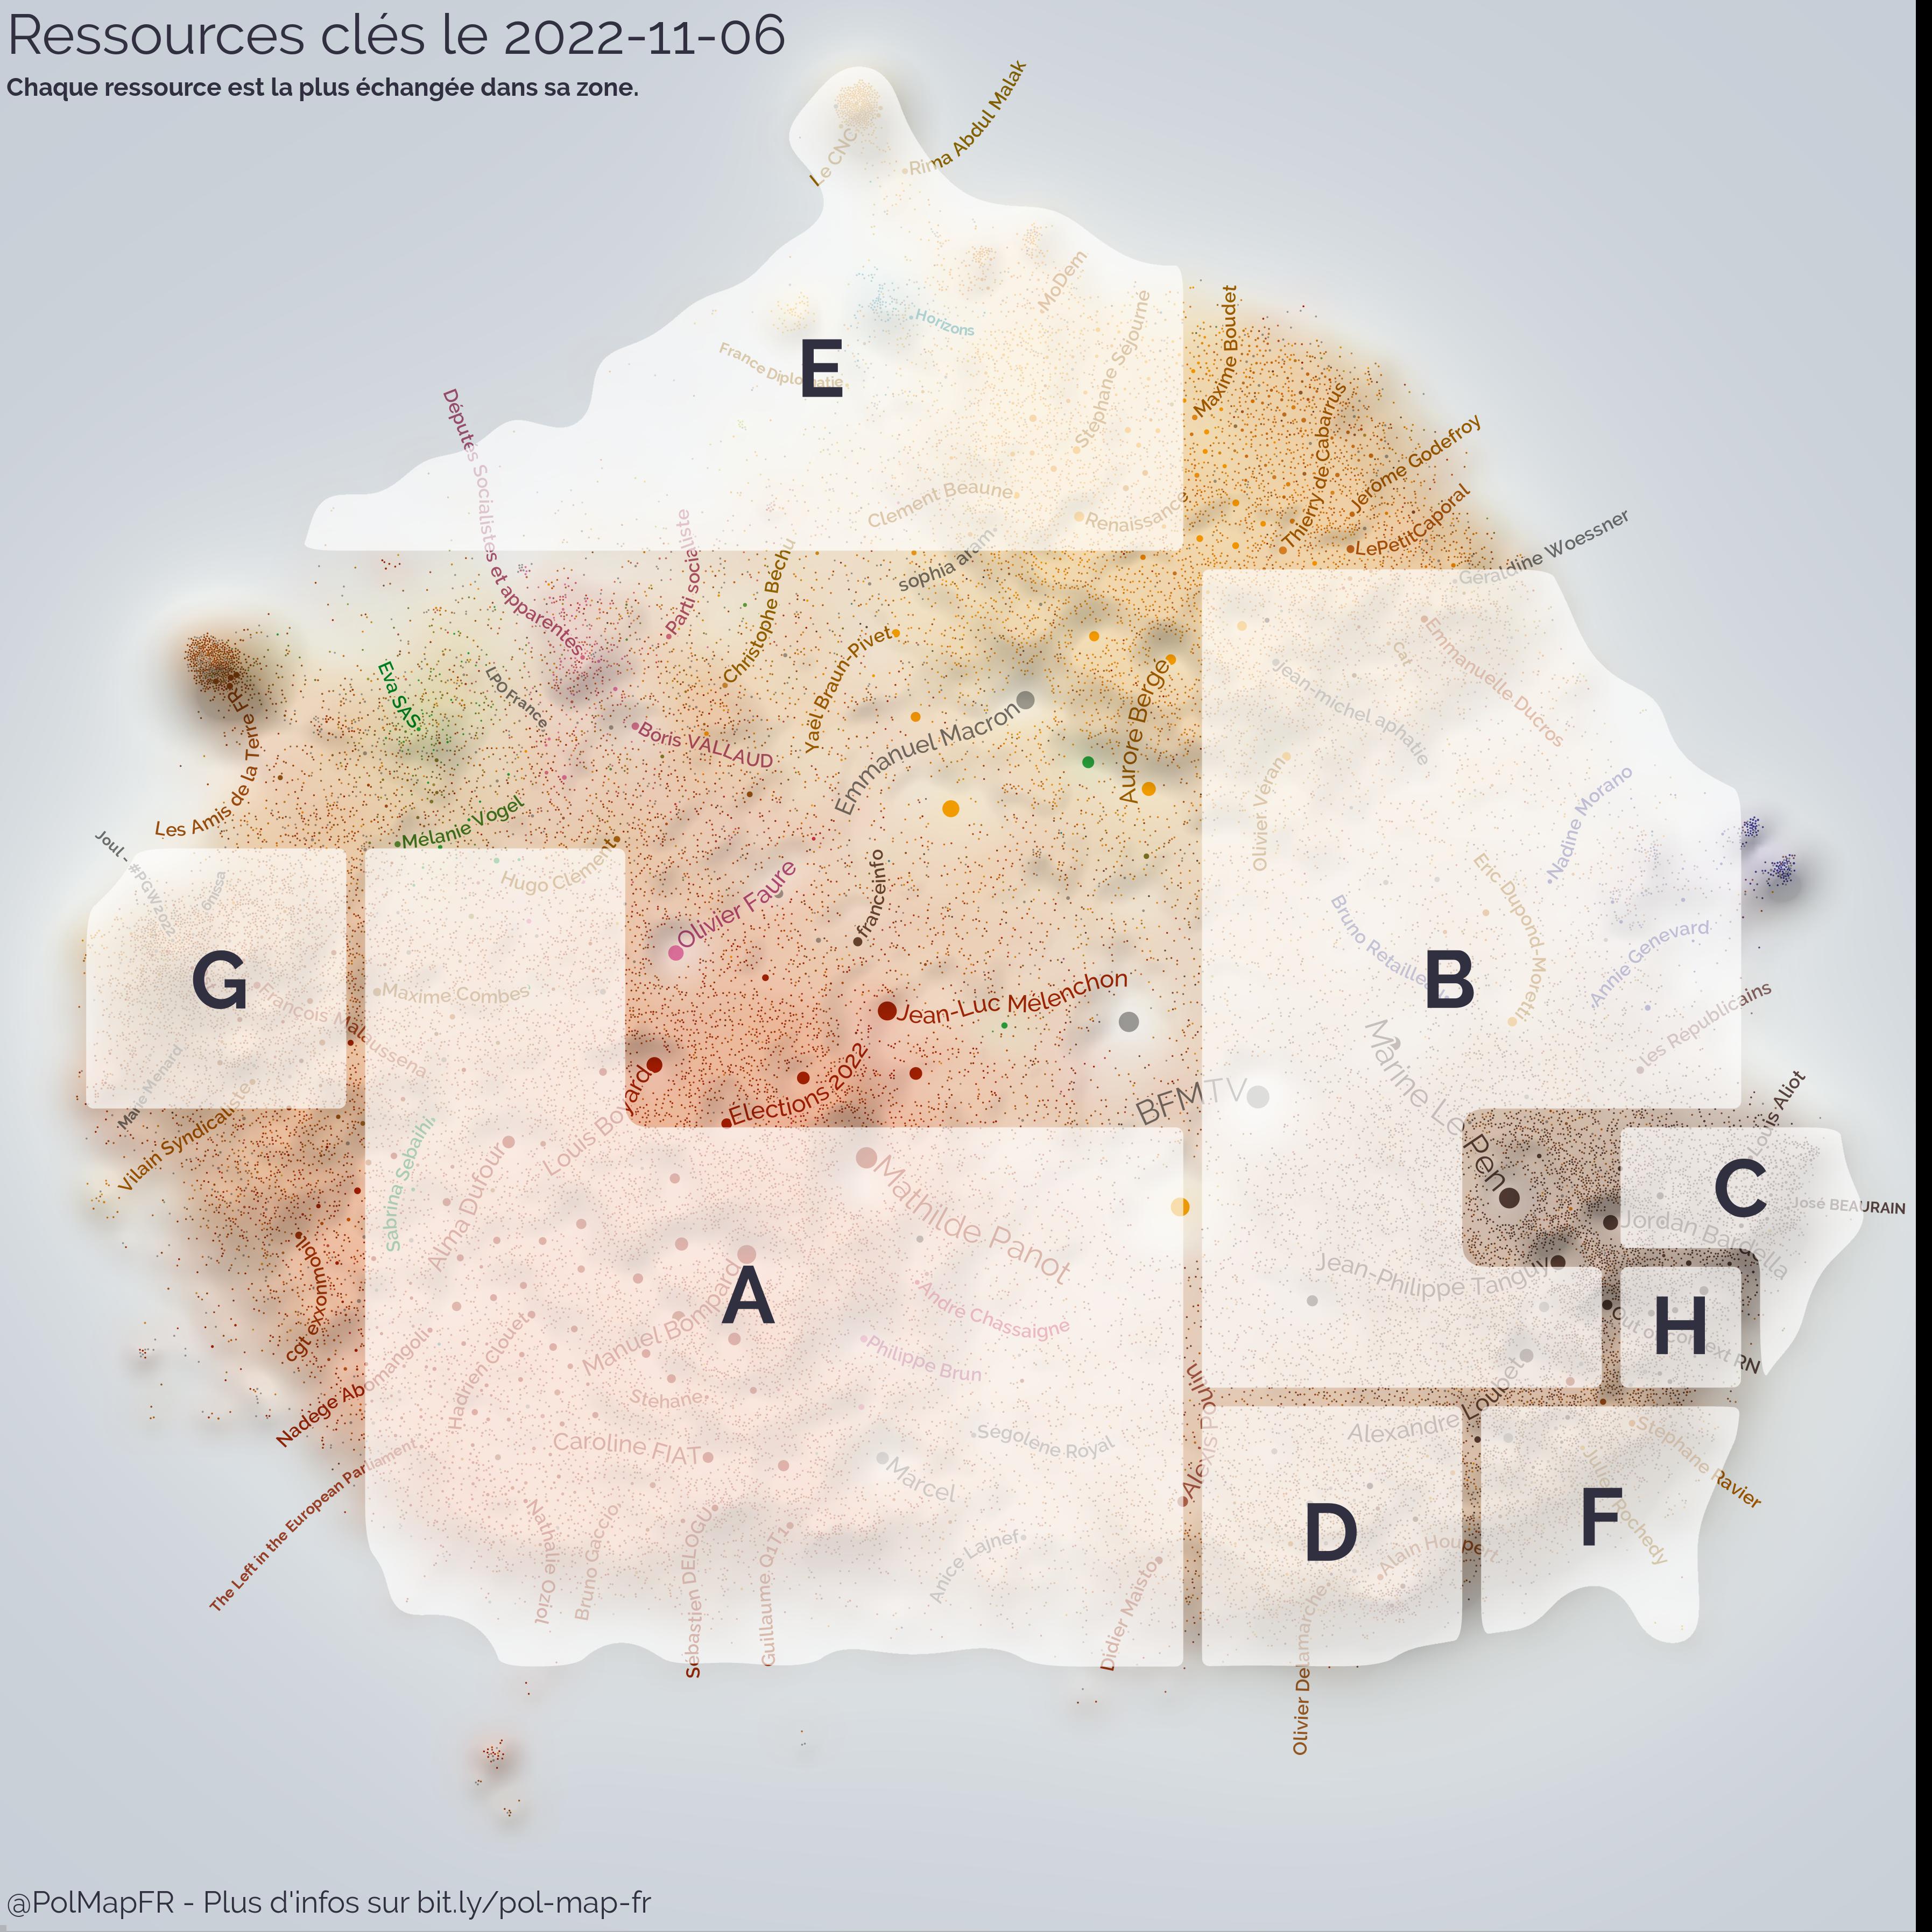 Ressources clés le 2022-11-06
Chaque ressource est la plus échangée dans sa zone.
Rima Abdul Malak
Le CNC
MoDem
Horizons
Maxime Boudet
Stéphane Séjourné
France Diplomatie
E
Députés Socialistes et apparentés
Thierry de Cabarrus
Jerome Godefroy
Clement Beaune
Renaissance
LePetitCaporal
Parti socialiste
Christophe Béchu
sophia aram
Géraldine Woessner
Emmanuelle Ducros
Cat
Eva SAS
LPO France
Yaël Braun-Pivet
Aurore Bergé
Jean-michel aphatie
Les Amis de la Terre FR
Boris VALLAUD
Emmanuel Macron
Olivier Véran
Nadine Morano
Mélanie Vogel
Joul - #PGW2022
6nissa
Hugo Clément
Olivier Faure
franceinfo
Eric Dupond-Moretti
Bruno Retailleau
Annie Genevard
G
B
François Malaussena
Maxime Combes
Jean-Luc Mélenchon
Les Républicains
Marie Menard
Vilain Syndicaliste
Louis Boyard
Élections 2022
BFMTV
Marine Le Pen
Louis Aliot
Sabrina Sebaihi
Alma Dufour
Mathilde Panot
C
José BEAURAIN
Jordan Bardella
cgt exxonmobil
Manuel Bompard
A
André Chassaigne
Jean-Philippe Tanguy
H
Out of Context RN
Nadège Abomangoli
Hadrien Clouet
Philippe Brun
Stéhane
Alexis Poulin
Alexandre Loubet
The Left in the European Parliament
Caroline FIAT
Marcel
Ségolène Royal
Stéphane Ravier
Julien Rochedy
D
F
Nathalie Oziol
Bruno Gaccio
Sébastien DELOGU
Guillaume Q171
Anice Lajnef
Didier Maïsto
Alain Houpert
Olivier Delamarche
@PolMapFR - Plus d'infos sur bit.ly/pol-map-fr